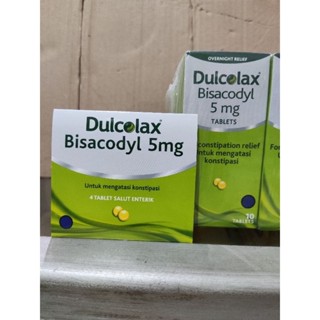 Dulcolax®
Bisacodyl 5mg
Untuk mengatasi konstipasi
4 TABLET SALUT ENTERIK
OVERNIGHT RELIEF
Dulcolax®
Bisacodyl
5 mg
TABLETS
constipation relief
untuk mengatasi
konstipasi
10
TABLETS